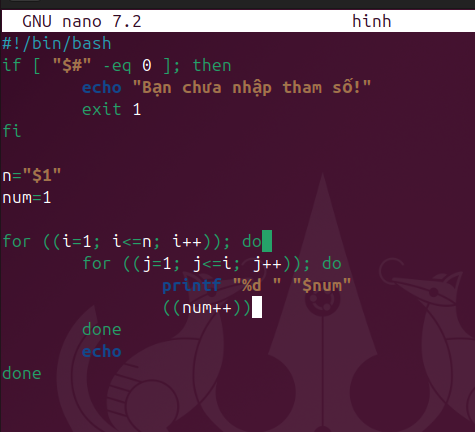 GNU nano 7.2 hinh
#!/bin/bash
if [ "$#" -eq 0 ]; then
        echo "Bạn chưa nhập tham số!"
        exit 1
fi

n="$1"
num=1

for ((i=1; i<=n; i++)); do
        for ((j=1; j<=i; j++)); do
                printf "%d " "$num"
                ((num++))
        done
        echo
done